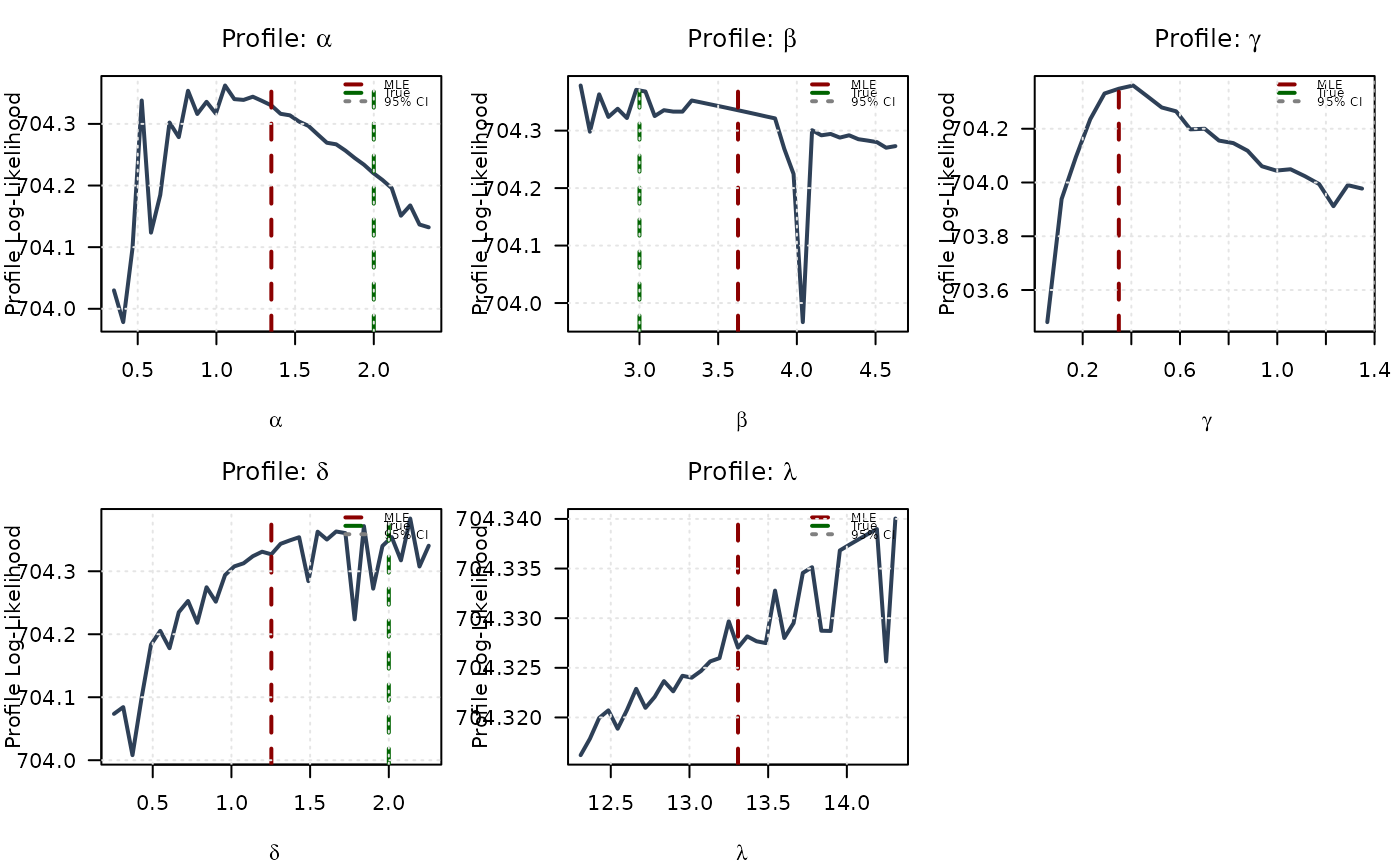 Profile: α
Profile Log-Likelihood
704.3
704.2
704.1
704.0
0.5 1.0 1.5 2.0
α
MLE
True
95% CI
Profile: β
Profile Log-Likelihood
704.3
704.2
704.1
704.0
3.0 3.5 4.0 4.5
β
MLE
True
95% CI
Profile: γ
Profile Log-Likelihood
704.2
704.0
703.8
703.6
0.2 0.6 1.0 1.4
γ
MLE
True
95% CI
Profile: δ
Profile Log-Likelihood
704.3
704.2
704.1
704.0
0.5 1.0 1.5 2.0
δ
MLE
True
95% CI
Profile: λ
Profile Log-Likelihood
704.340
704.335
704.330
704.325
704.320
12.5 13.0 13.5 14.0
λ
MLE
True
95% CI